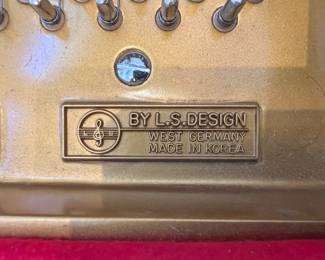 BY L.S.DESIGN
WEST GERMANY
MADE IN KOREA